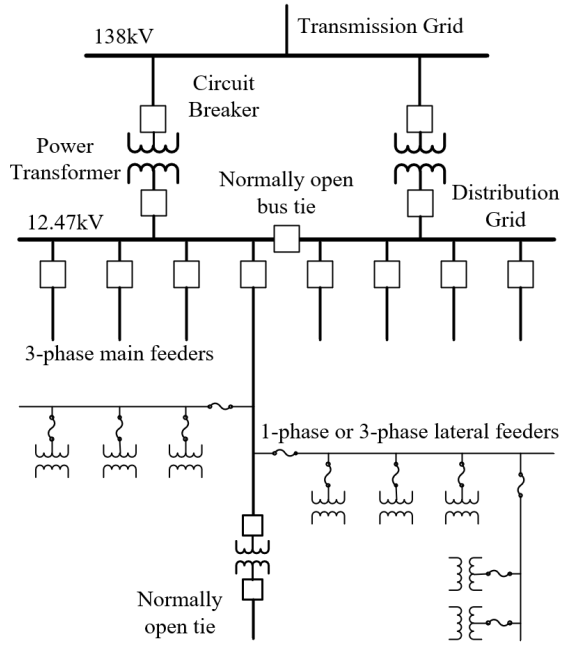 138kV
Transmission Grid
Circuit
Breaker
Power
Transformer
Normally open
bus tie
Distribution
Grid
12.47kV
3-phase main feeders
1-phase or 3-phase lateral feeders
Normally
open tie